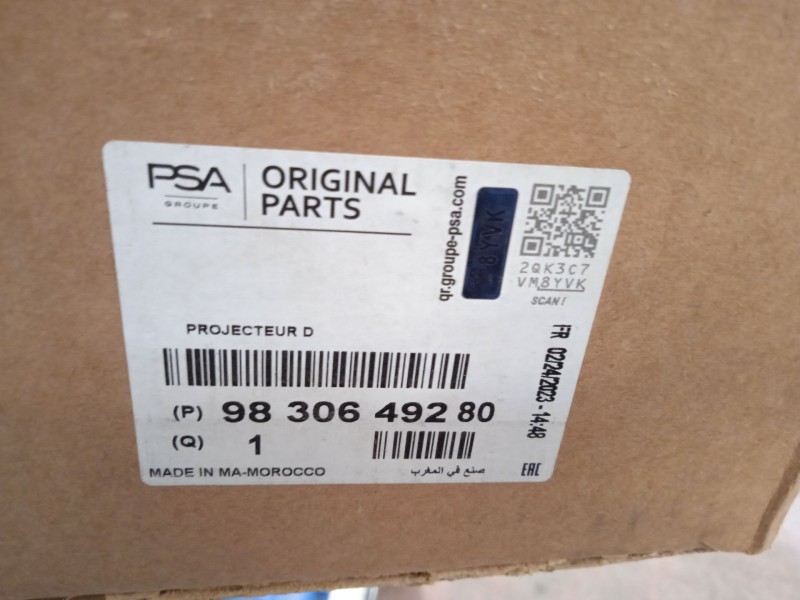 PSA
GROUPE
ORIGINAL
PARTS
qr.groupe-psa.com
8YVK
2QK3C7
VM8YVK
SCAN!
PROJECTEUR D
(P) 98 306 492 80
(Q) 1
MADE IN MA-MOROCCO
صنع في المغرب
FR 02/24/2023 - 14:48
EAC